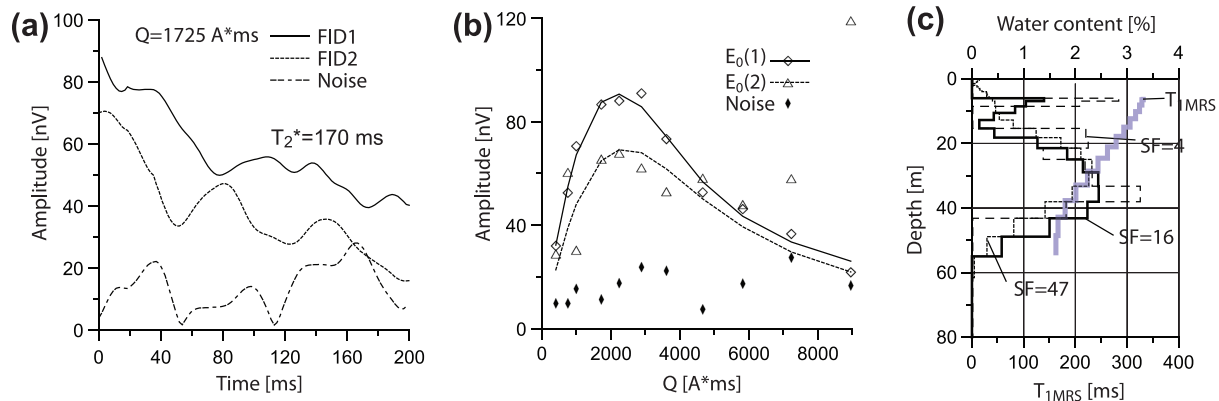 (a)
Q=1725 A*ms
FID1
FID2
Noise
T2*=170 ms
Amplitude [nV]
100
80
60
40
20
0
0 40 80 120 160 200
Time [ms]
(b)
E0(1)
E0(2)
Noise
Amplitude [nV]
120
80
40
0
0 2000 4000 6000 8000
Q [A*ms]
(c)
Water content [%]
0 1 2 3 4
T1MRS
SF=4
SF=16
SF=47
Depth [m]
0
20
40
60
80
0 100 200 300 400
T1MRS [ms]